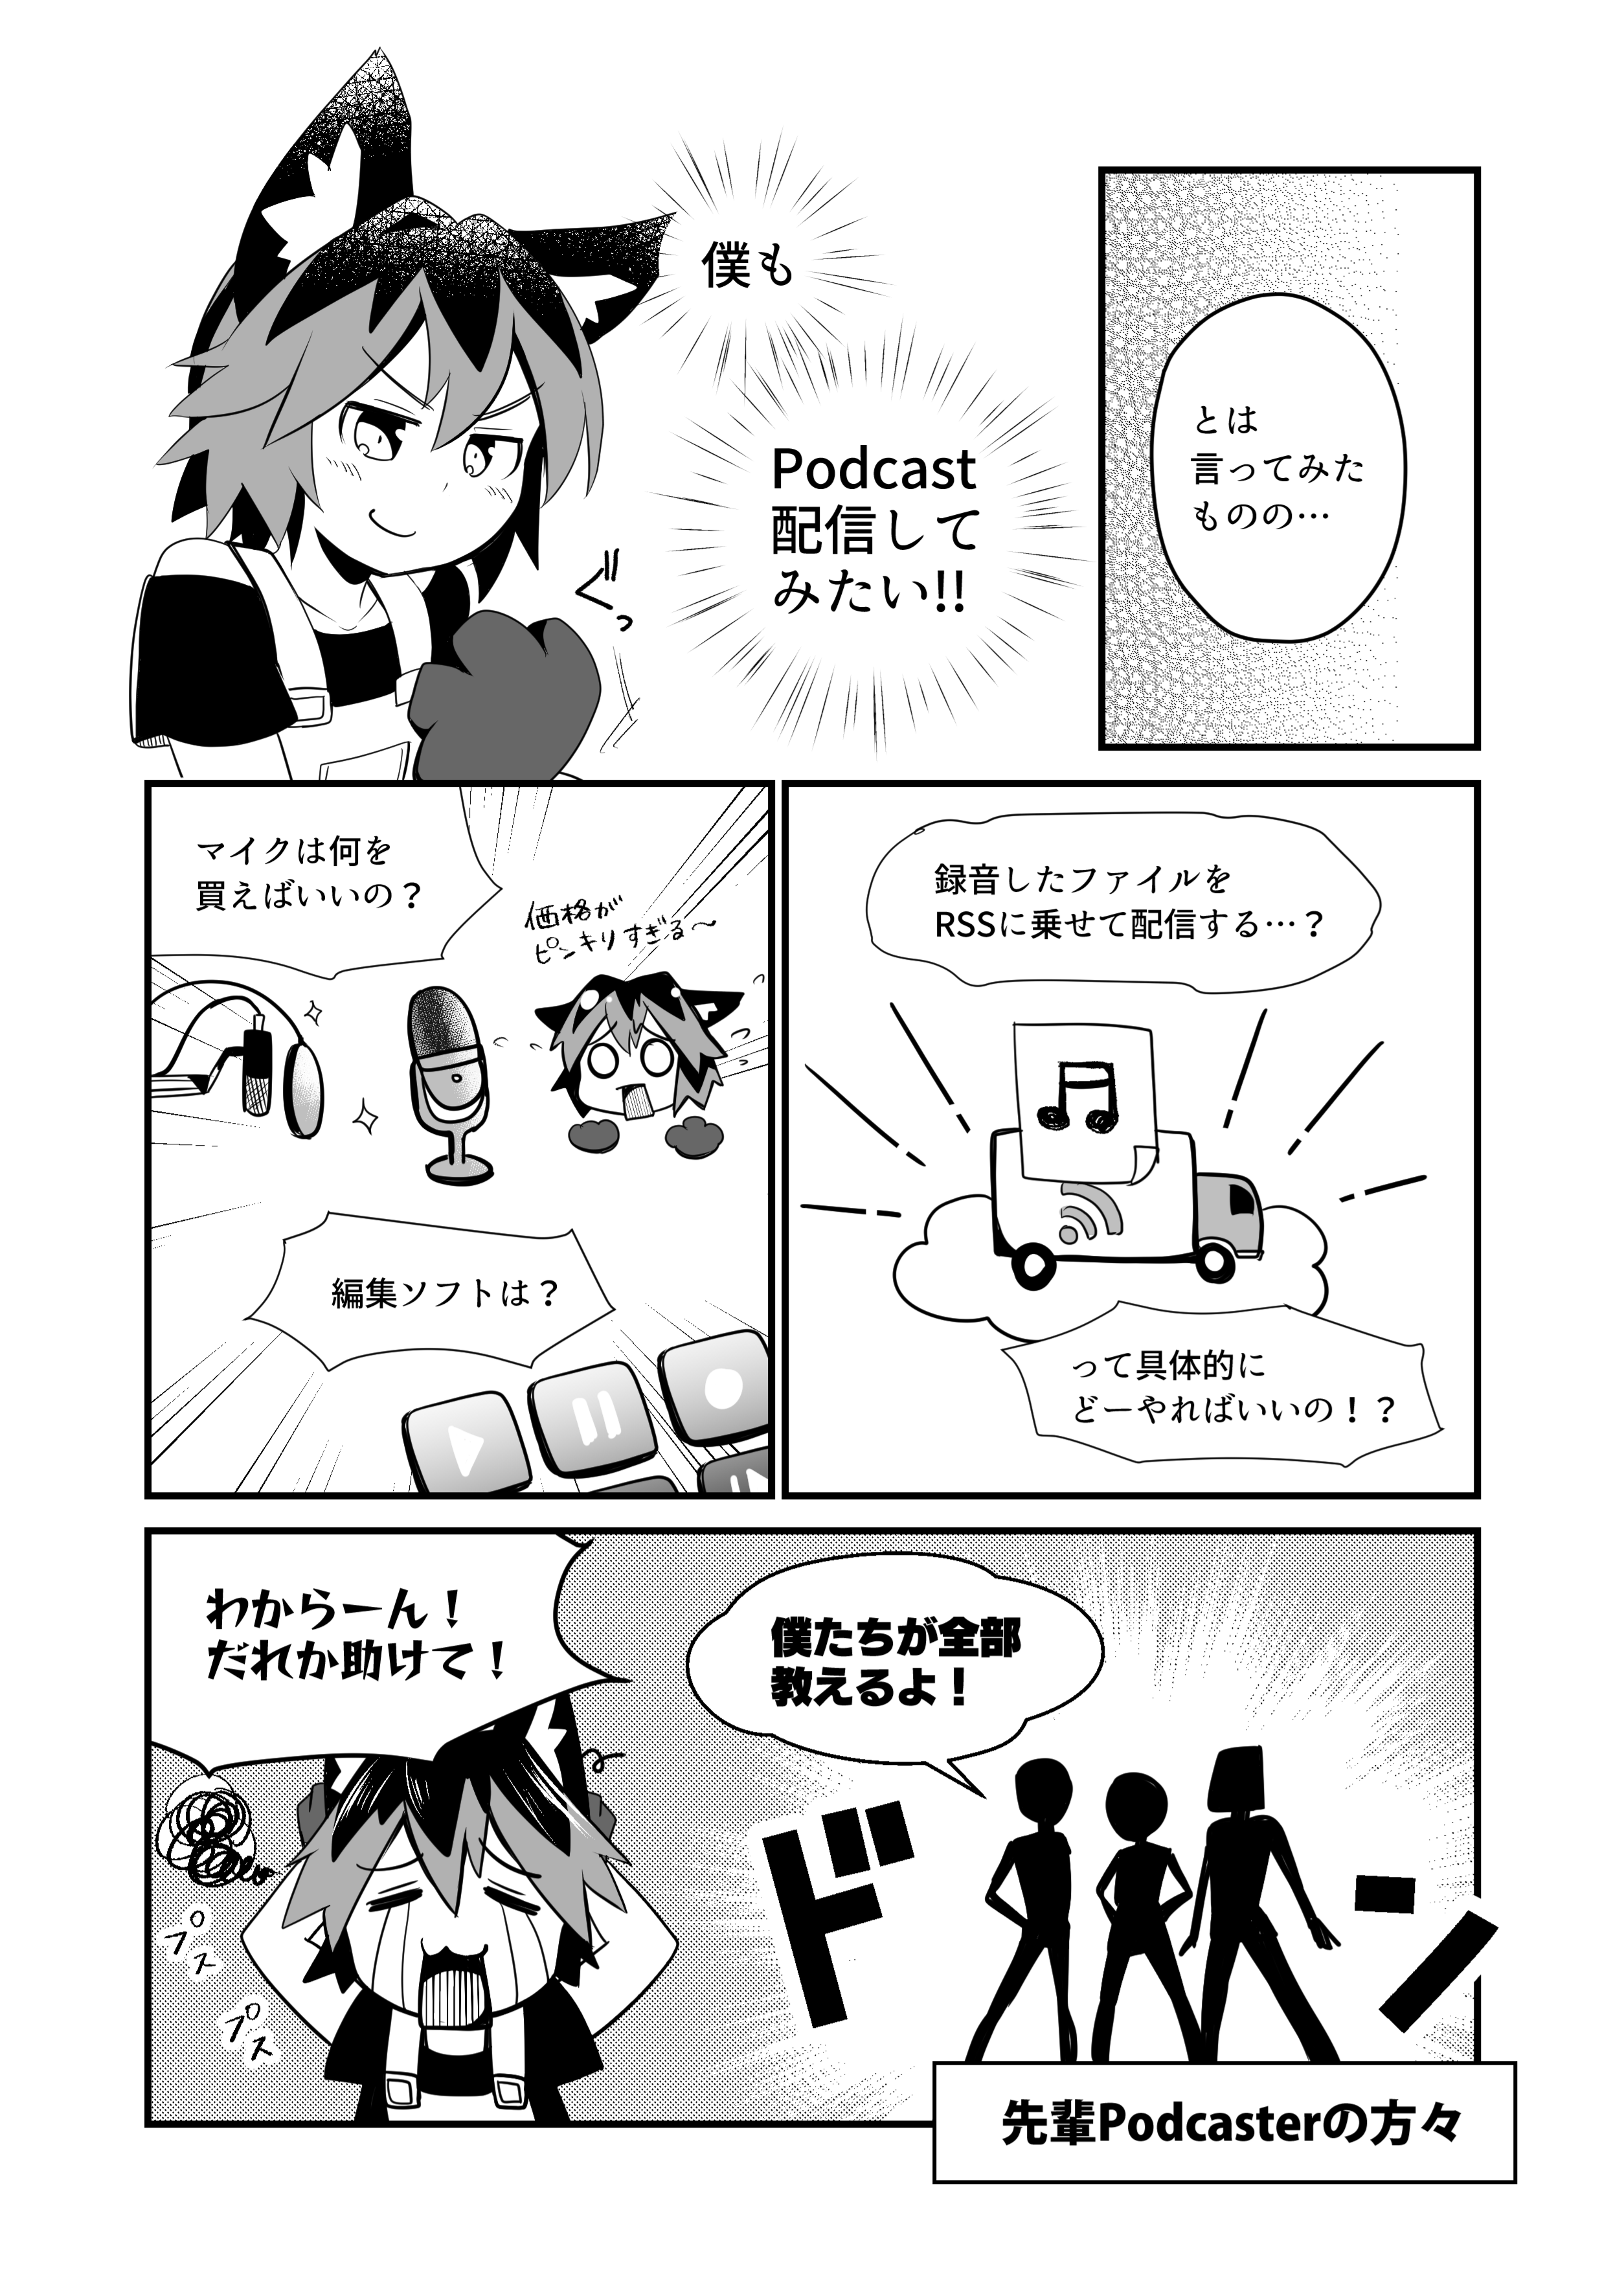 僕も
Podcast
配信して
みたい!!
ぐっ
とは
言ってみた
ものの…
マイクは何を
買えばいいの？
価格が
ピンキリすぎる〜
編集ソフトは？
録音したファイルを
RSSに乗せて配信する…？
って具体的に
どーやればいいの！？
わからーん！
だれか助けて！
プス
プス
僕たちが全部
教えるよ！
ドーン
先輩Podcasterの方々